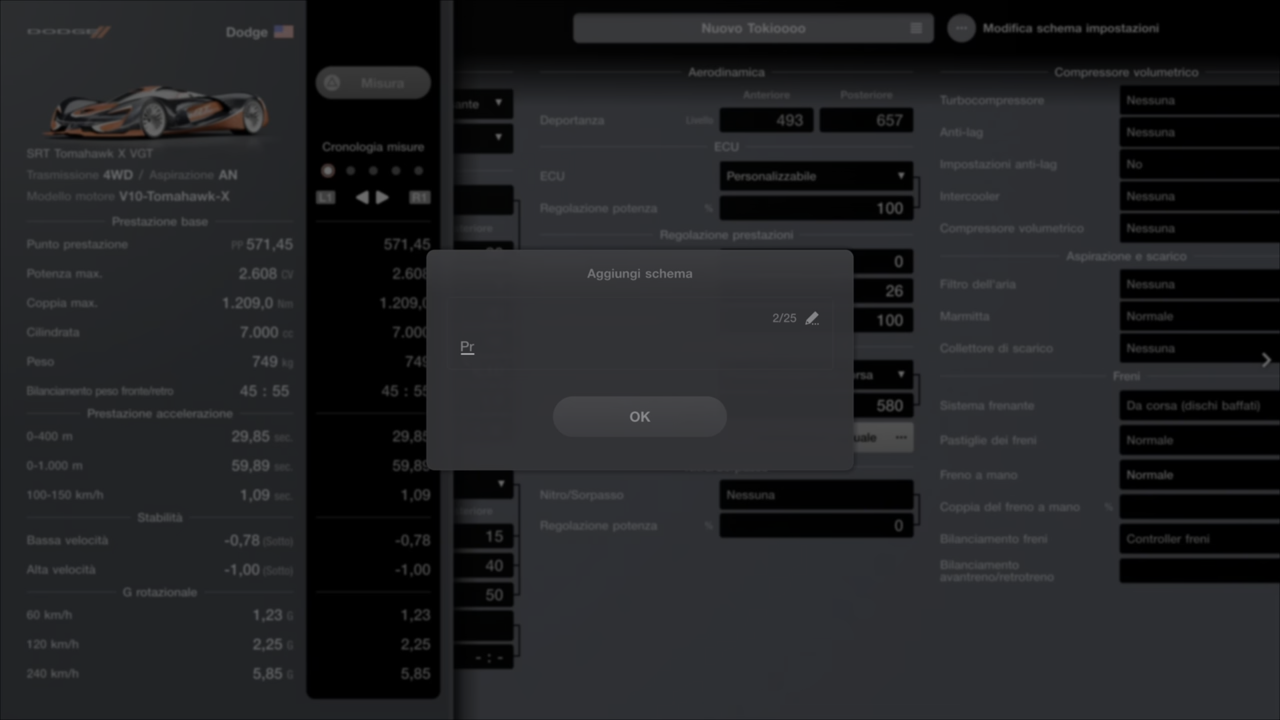 DODGE
Dodge
SRT Tomahawk X VGT
Trasmissione 4WD / Aspirazione AN
Modello motore V10-Tomahawk-X
Prestazione base
Punto prestazione PP 571,45
Potenza max. 2.608 CV
Coppia max. 1.209,0 Nm
Cilindrata 7.000 cc
Peso 749 kg
Bilanciamento peso fronte/retro 45 : 55
Prestazione accelerazione
0-400 m 29,85 sec.
0-1.000 m 59,89 sec.
100-150 km/h 1,09 sec.
Stabilità
Bassa velocità -0,78 (Sotto)
Alta velocità -1,00 (Sotto)
G rotazionale
60 km/h 1,23 G
120 km/h 2,25 G
240 km/h 5,85 G
Misura
Cronologia misure
L1 R1
571,45
2.608
1.209,0
7.000
749
45 : 55
29,85
59,89
1,09
-0,78
-1,00
1,23
2,25
5,85
Nuovo Tokioooo
Modifica schema impostazioni
ante
15
40
50
- : -
Aerodinamica
Anteriore Posteriore
Deportanza Livello 493 657
ECU
ECU Personalizzabile
Regolazione potenza % 100
Regolazione prestazioni
0
26
100
rsa
580
uale
Nitro/Sorpasso Nessuna
Regolazione potenza % 0
Aggiungi schema
2/25
Pr
OK
Compressore volumetrico
Turbocompressore Nessuna
Anti-lag Nessuna
Impostazioni anti-lag No
Intercooler Nessuna
Compressore volumetrico Nessuna
Aspirazione e scarico
Filtro dell'aria Nessuna
Marmitta Normale
Collettore di scarico Nessuna
Freni
Sistema frenante Da corsa (dischi baffati)
Pastiglie dei freni Normale
Freno a mano Normale
Coppia del freno a mano %
Bilanciamento freni Controller freni
Bilanciamento
avantreno/retrotreno